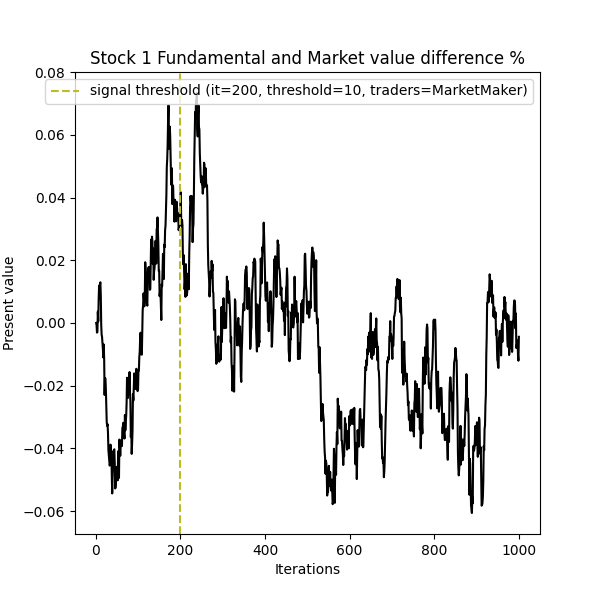 Stock 1 Fundamental and Market value difference %
signal threshold (it=200, threshold=10, traders=MarketMaker)
0.08
0.06
0.04
0.02
0.00
−0.02
−0.04
−0.06
Present value
0 200 400 600 800 1000
Iterations